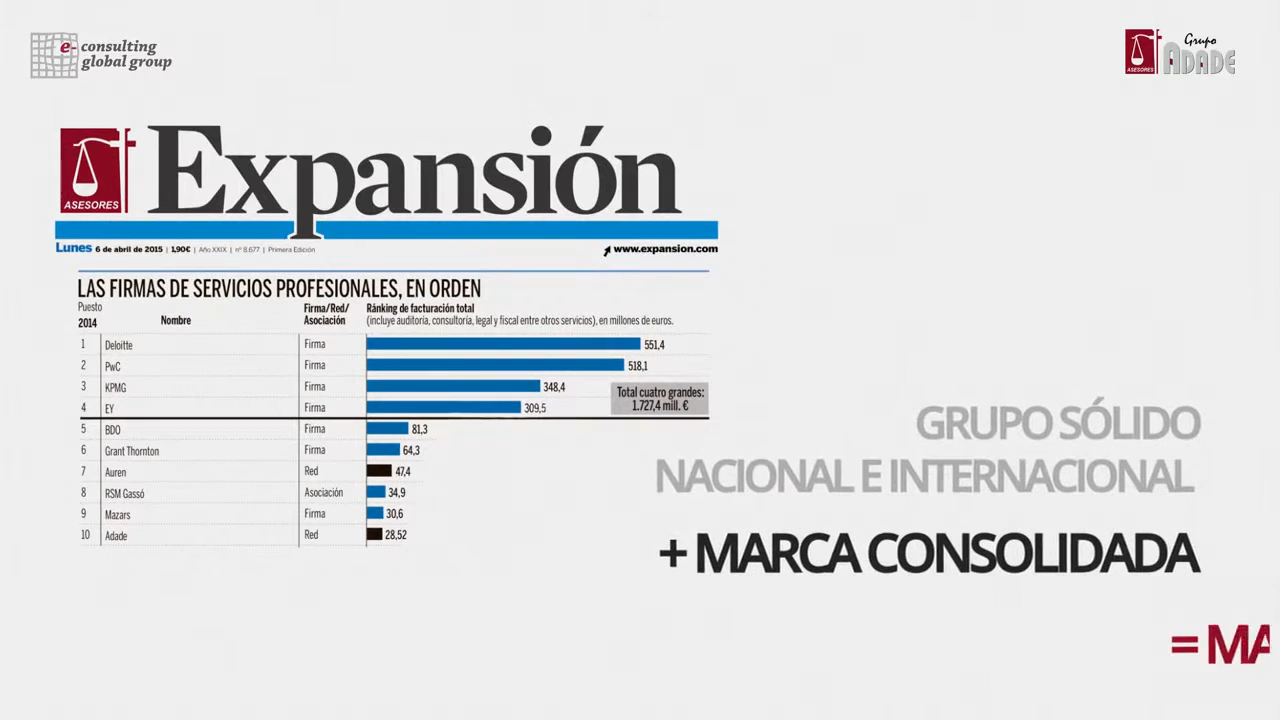 e- consulting
global group
Grupo
ADADE
ASESORES
ASESORES
Expansión
Lunes 6 de abril de 2015 | 1,90€ | Año XXIX | nº 8.677 | Primera Edición
www.expansion.com
LAS FIRMAS DE SERVICIOS PROFESIONALES, EN ORDEN
Puesto
2014
Nombre
Firma/Red/
Asociación
Ránking de facturación total
(incluye auditoría, consultoría, legal y fiscal entre otros servicios), en millones de euros.
1 Deloitte Firma 551,4
2 PwC Firma 518,1
3 KPMG Firma 348,4
4 EY Firma 309,5
Total cuatro grandes:
1.727,4 mill. €
5 BDO Firma 81,3
6 Grant Thornton Firma 64,3
7 Auren Red 47,4
8 RSM Gassó Asociación 34,9
9 Mazars Firma 30,6
10 Adade Red 28,52
GRUPO SÓLIDO
NACIONAL E INTERNACIONAL
+ MARCA CONSOLIDADA
= MA